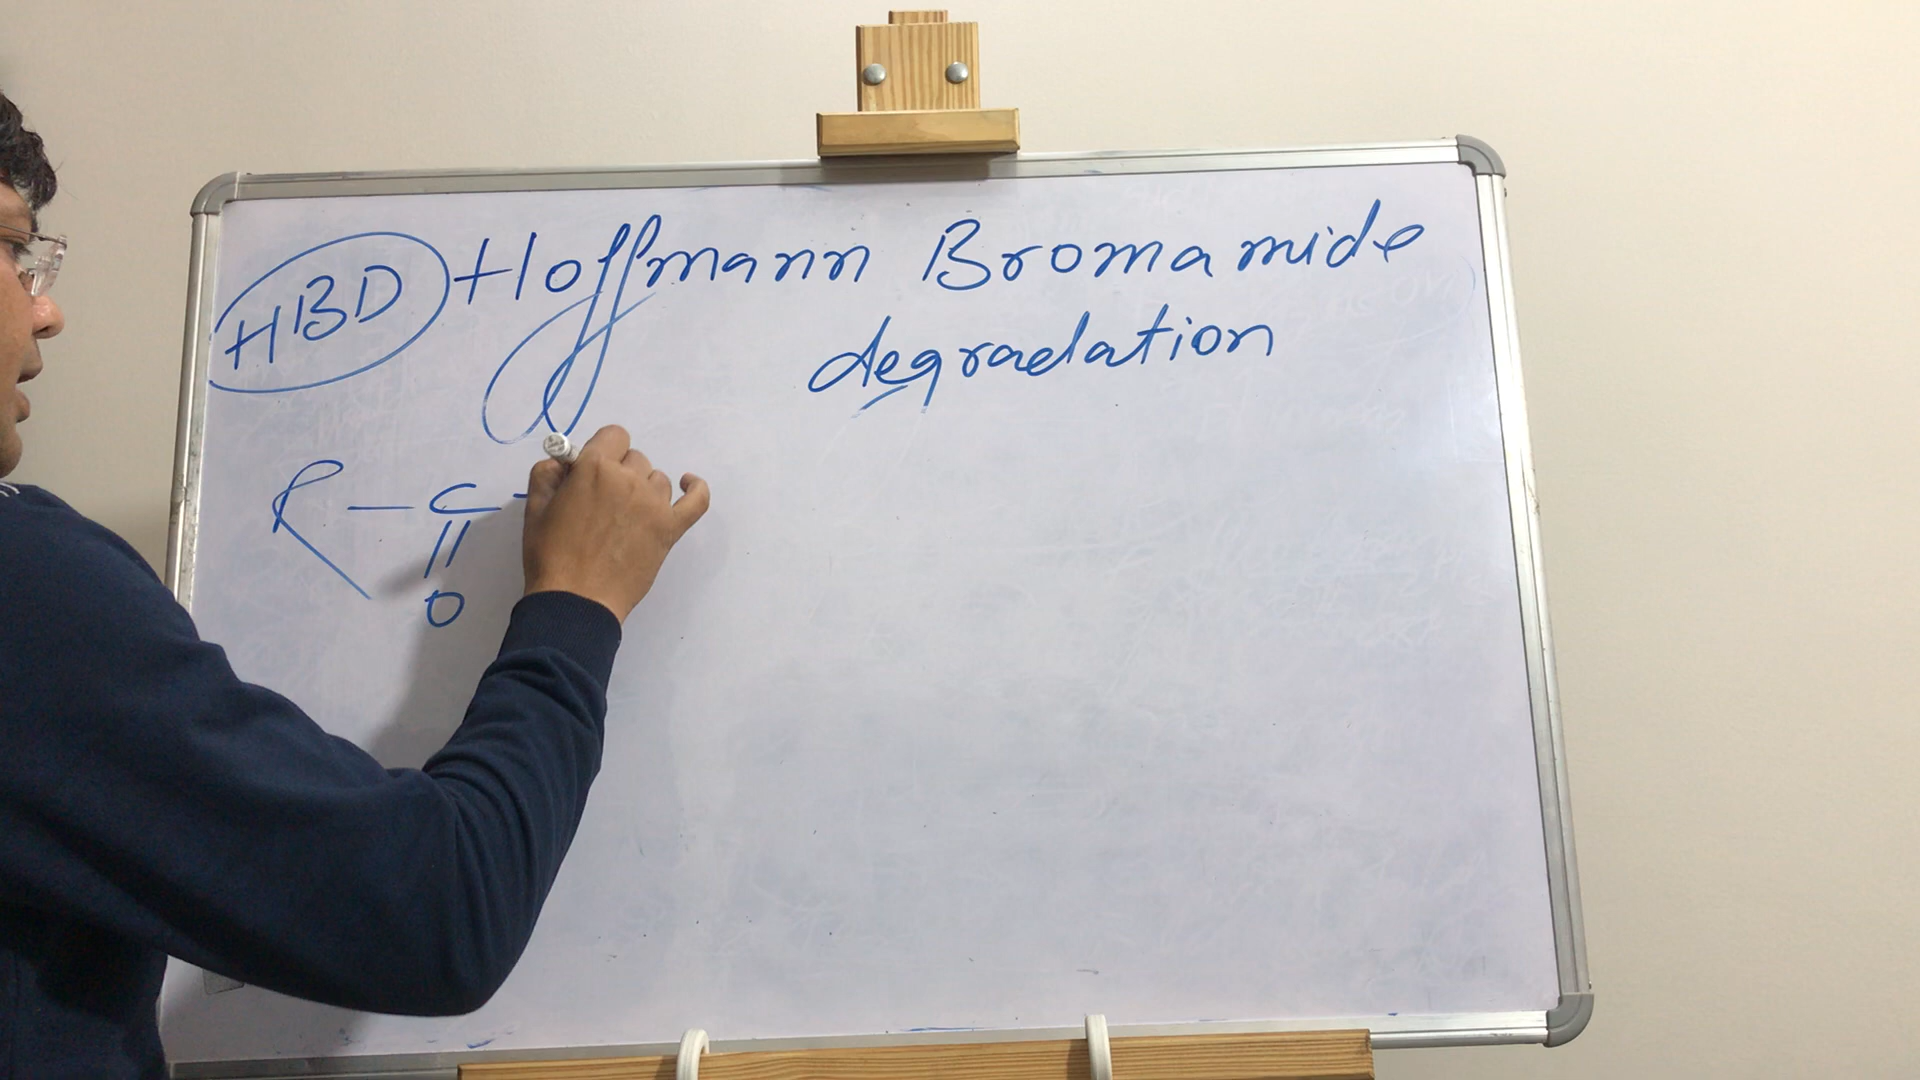 HBD Hoffmann Bromamide
degradation
R - C -
||
O